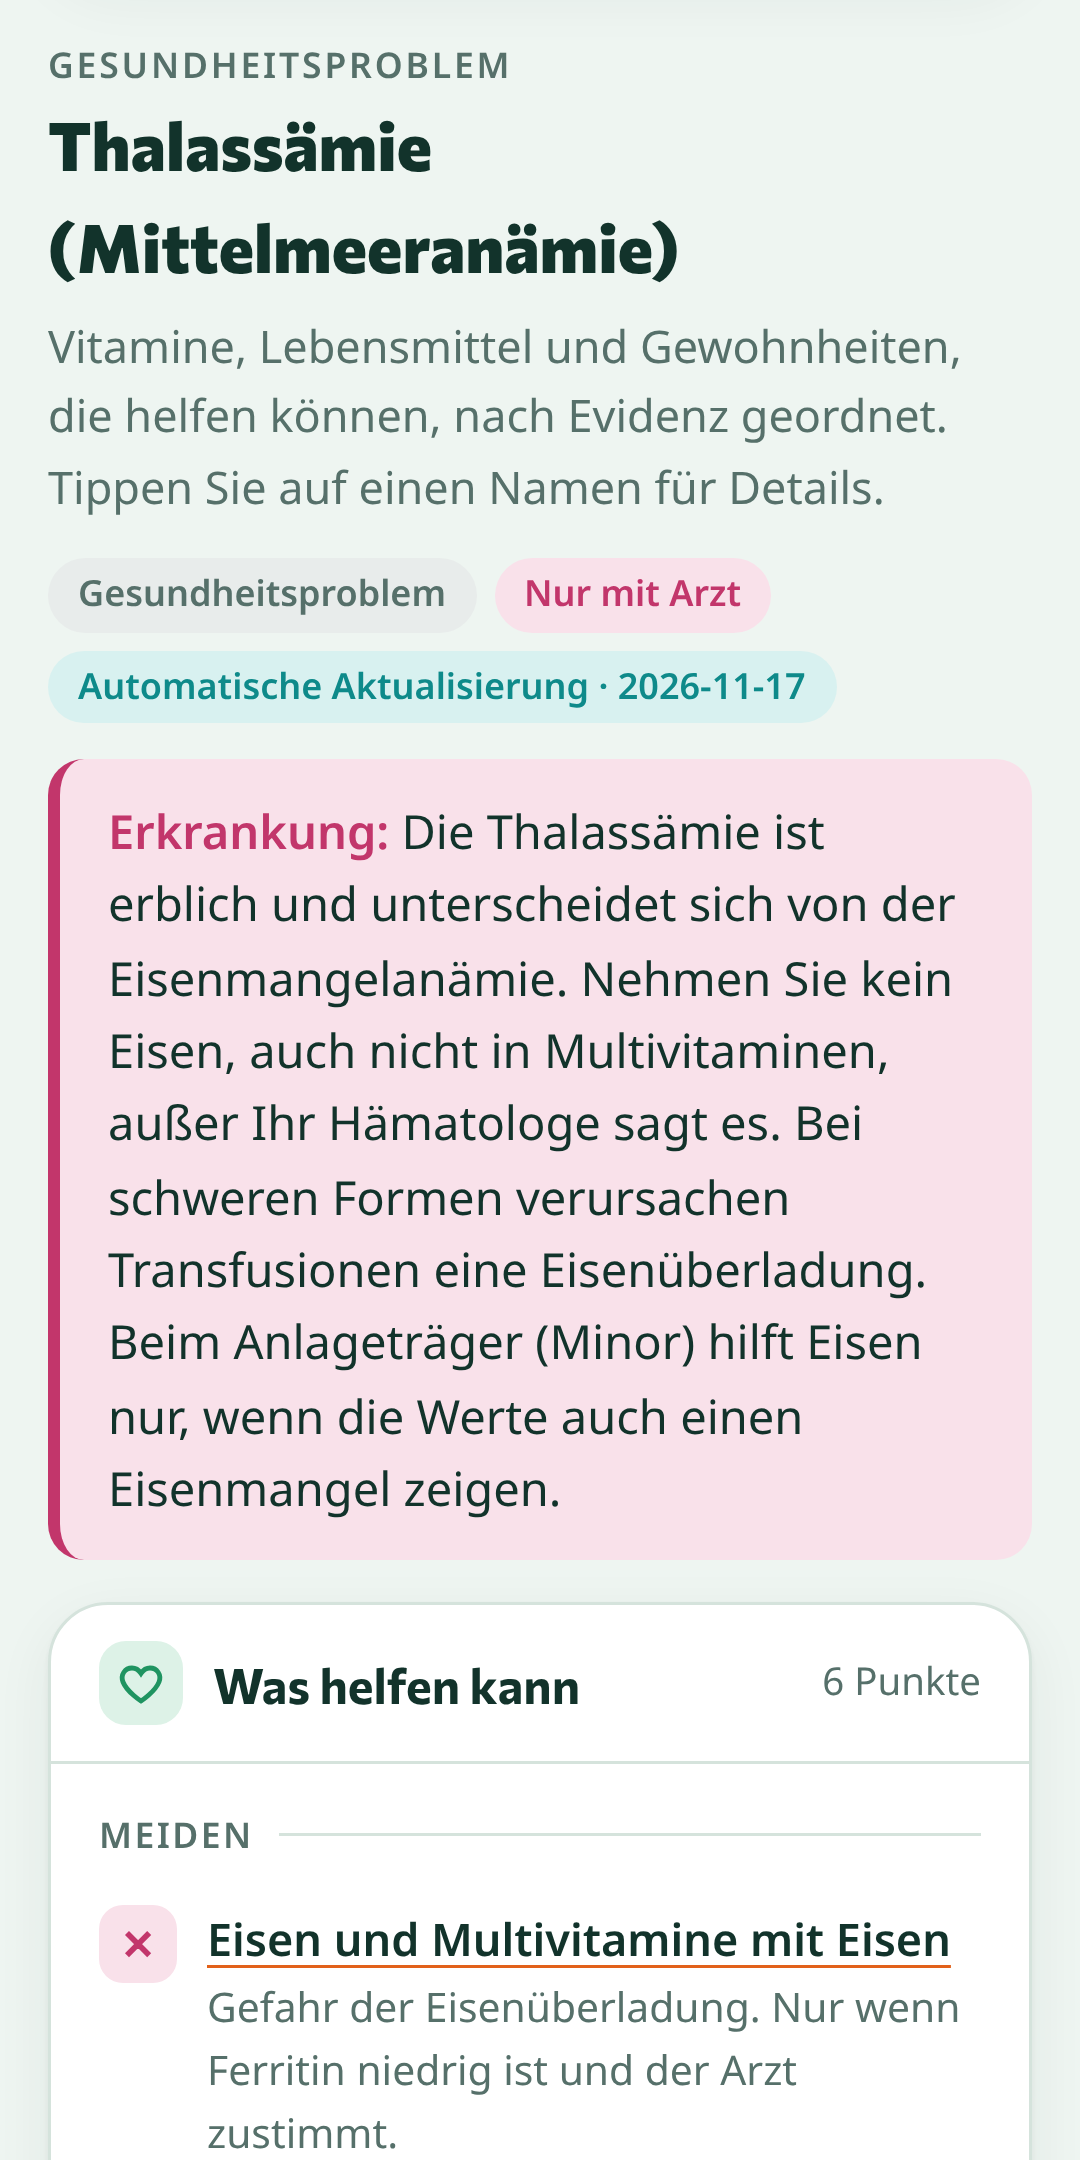 GESUNDHEITSPROBLEM
Thalassämie
(Mittelmeeranämie)
Vitamine, Lebensmittel und Gewohnheiten,
die helfen können, nach Evidenz geordnet.
Tippen Sie auf einen Namen für Details.
Gesundheitsproblem
Nur mit Arzt
Automatische Aktualisierung · 2026-11-17
Erkrankung: Die Thalassämie ist
erblich und unterscheidet sich von der
Eisenmangelanämie. Nehmen Sie kein
Eisen, auch nicht in Multivitaminen,
außer Ihr Hämatologe sagt es. Bei
schweren Formen verursachen
Transfusionen eine Eisenüberladung.
Beim Anlageträger (Minor) hilft Eisen
nur, wenn die Werte auch einen
Eisenmangel zeigen.
Was helfen kann
6 Punkte
MEIDEN
Eisen und Multivitamine mit Eisen
Gefahr der Eisenüberladung. Nur wenn
Ferritin niedrig ist und der Arzt
zustimmt.